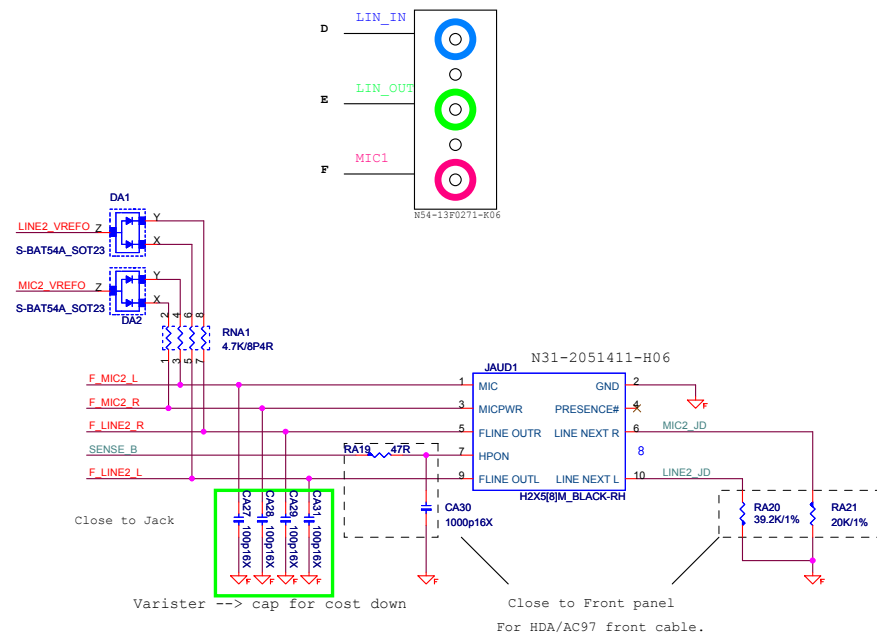 D LIN_IN
E LIN_OUT
F MIC1
N54-13F0271-K06
DA1
LINE2_VREFO Z Y
X
S-BAT54A_SOT23
MIC2_VREFO Z Y
X
S-BAT54A_SOT23
DA2
2 4 6 8
RNA1
4.7K/8P4R
1 3 5 7
N31-2051411-H06
JAUD1
F_MIC2_L 1 MIC GND 2
F F_MIC2_R 3 MICPWR PRESENCE# 4
F_LINE2_R 5 FLINE OUTR LINE NEXT R 6 MIC2_JD
SENSE_B RA19 47R 7 HPON 8
F_LINE2_L 9 FLINE OUTL LINE NEXT L 10 LINE2_JD
H2X5[8]M_BLACK-RH
CA27 100p16X
CA28 100p16X
CA29 100p16X
CA31 100p16X
CA30
1000p16X
RA20
39.2K/1%
RA21
20K/1%
Close to Jack
F F F F F F
Varister --> cap for cost down
Close to Front panel
For HDA/AC97 front cable.